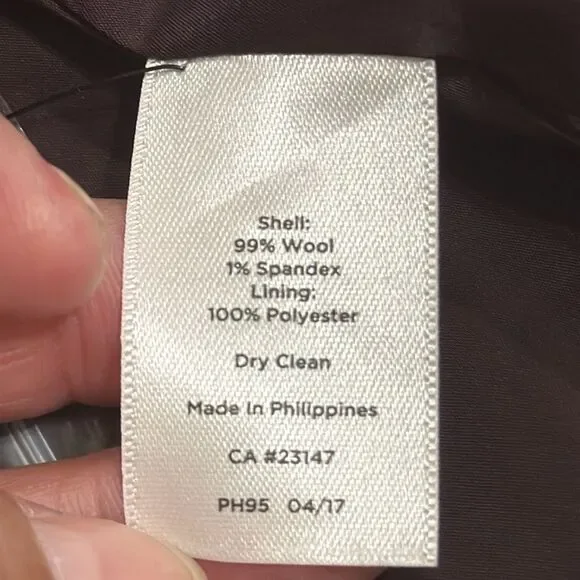 Shell:
99% Wool
1% Spandex
Lining:
100% Polyester
Dry Clean
Made In Philippines
CA #23147
PH95 04/17